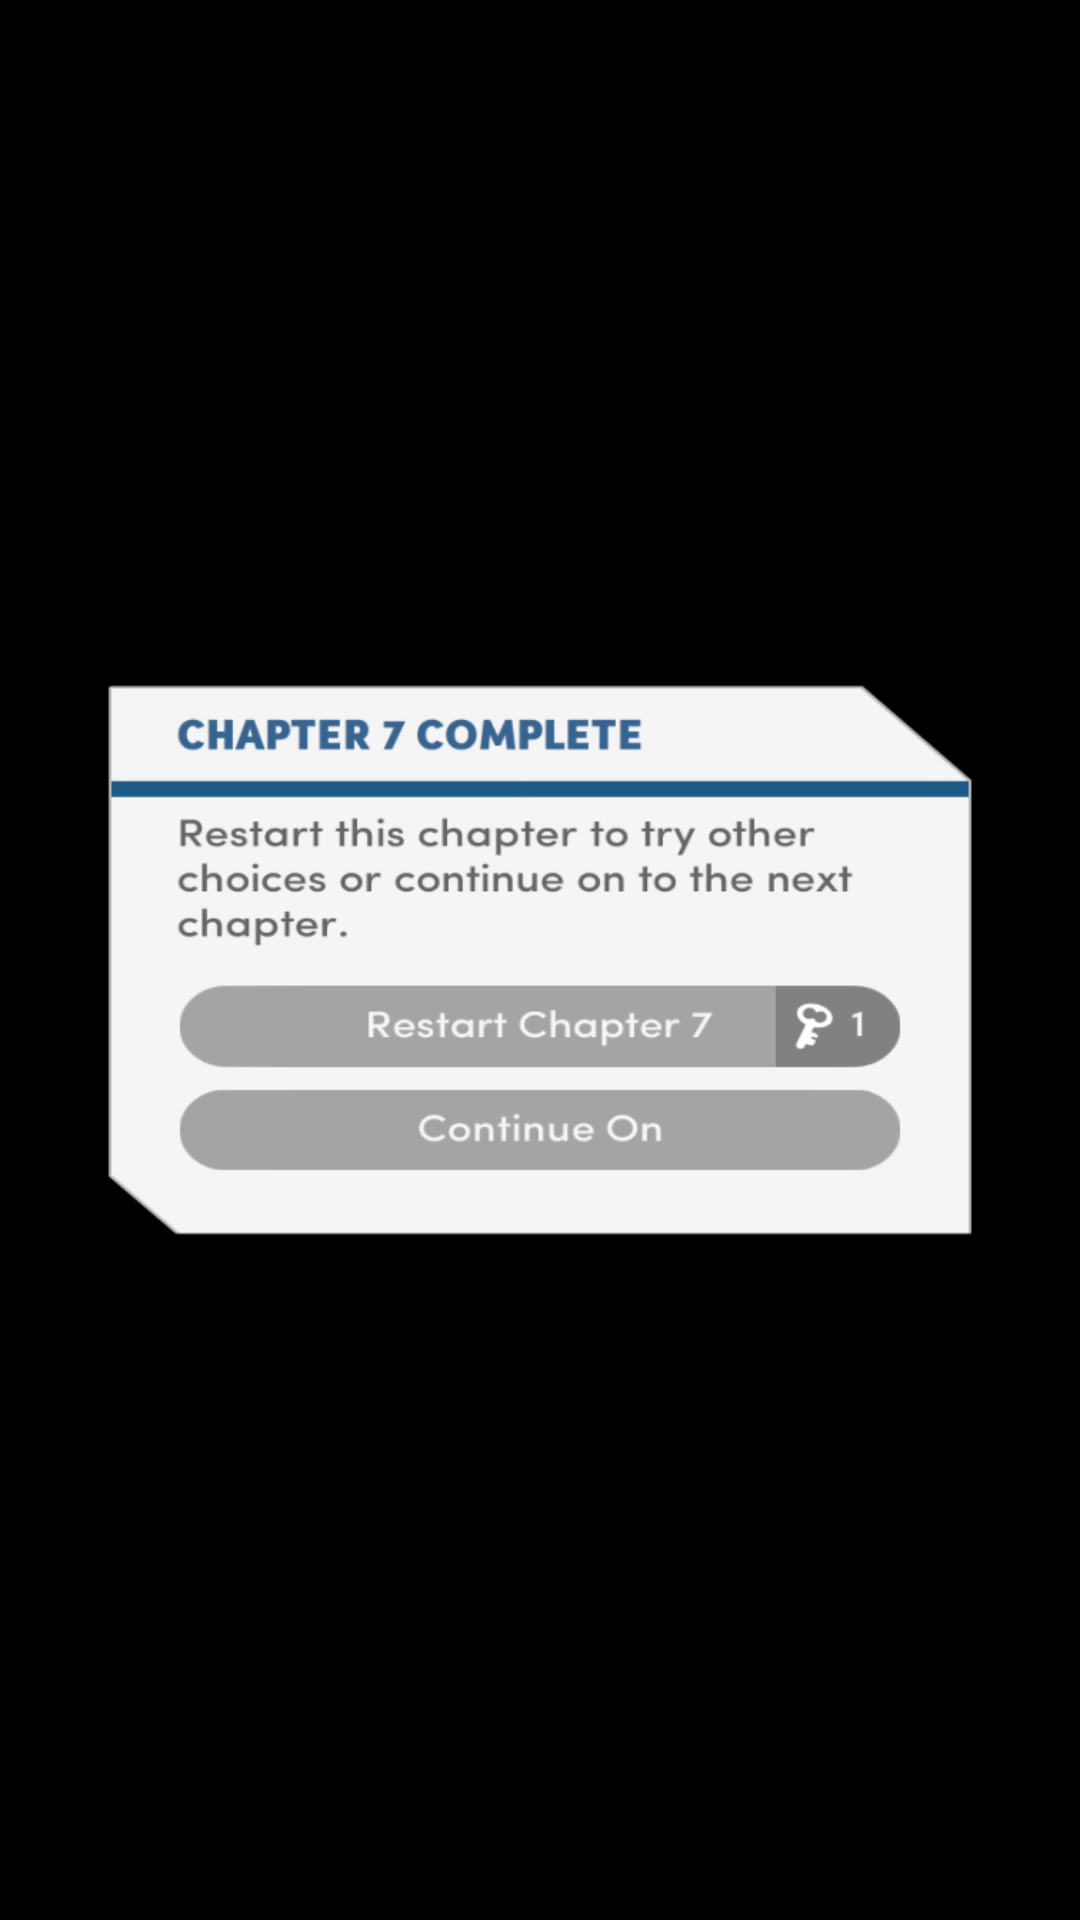 CHAPTER 7 COMPLETE
Restart this chapter to try other
choices or continue on to the next
chapter.
Restart Chapter 7 1
Continue On